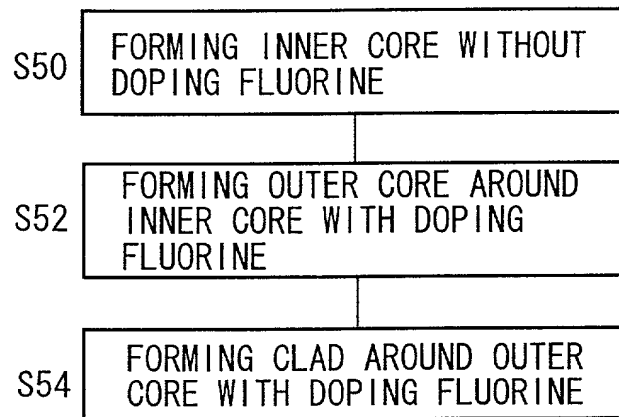 S50
FORMING INNER CORE WITHOUT
DOPING FLUORINE
S52
FORMING OUTER CORE AROUND
INNER CORE WITH DOPING
FLUORINE
S54
FORMING CLAD AROUND OUTER
CORE WITH DOPING FLUORINE